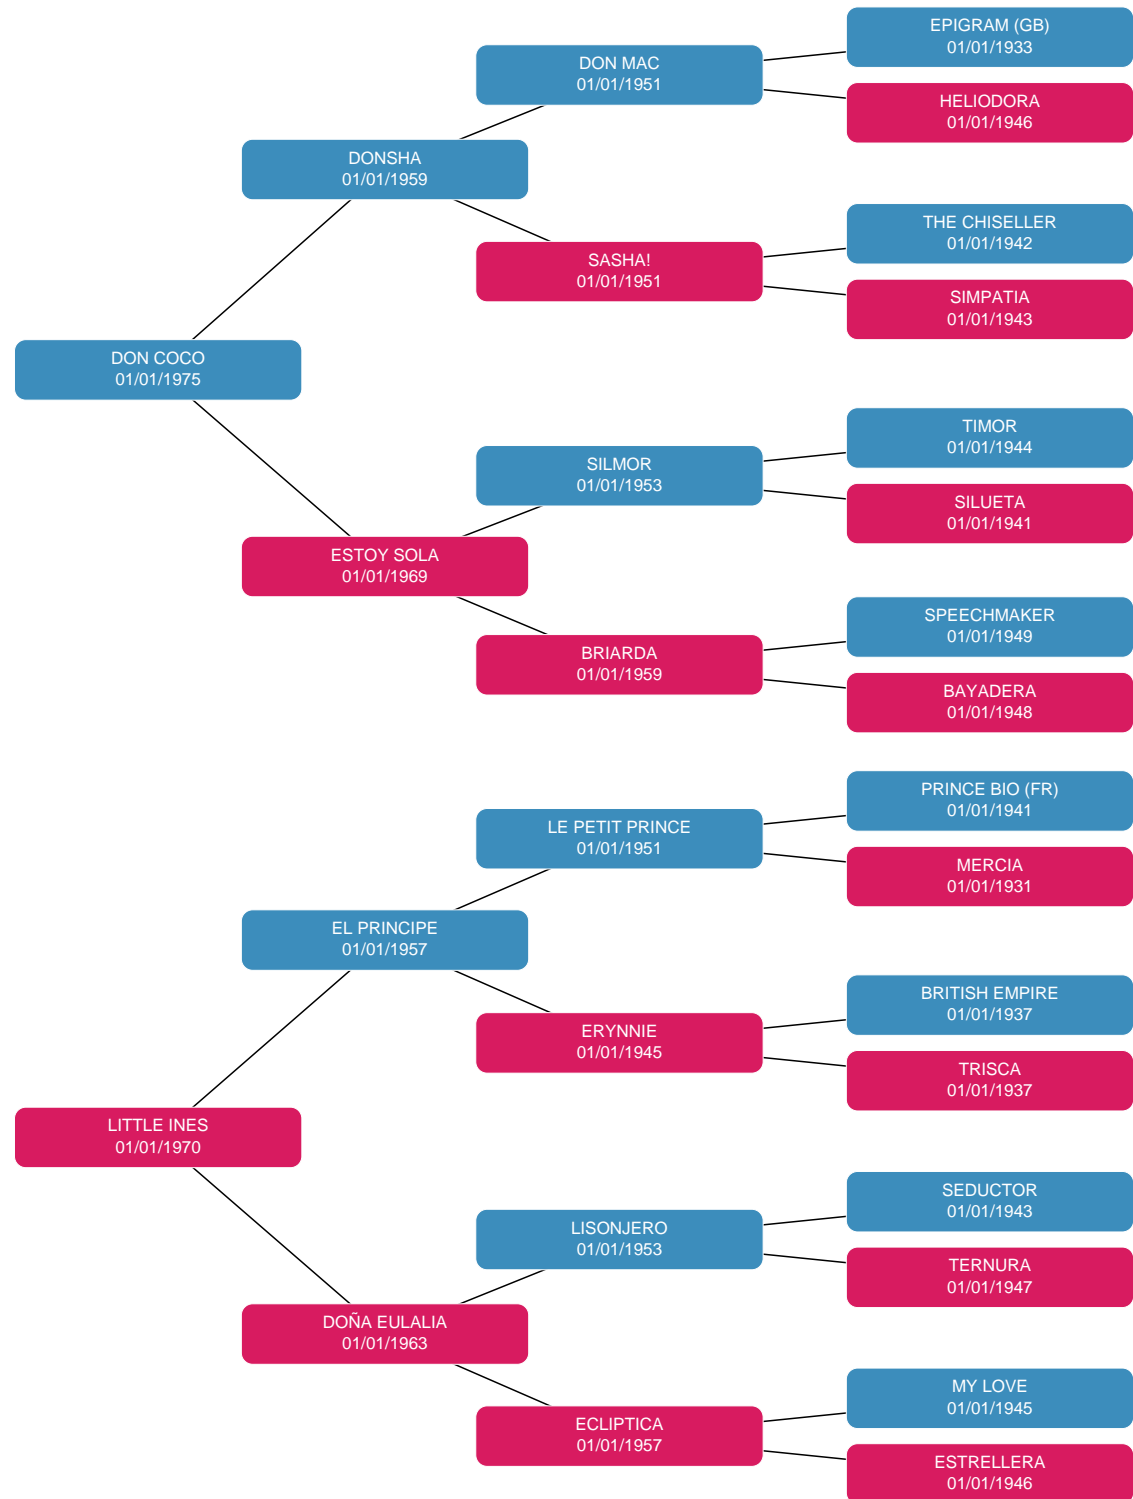 EPIGRAM (GB)
01/01/1933
DON MAC
01/01/1951
HELIODORA
01/01/1946
DONSHA
01/01/1959
THE CHISELLER
01/01/1942
SASHA!
01/01/1951
SIMPATIA
01/01/1943
DON COCO
01/01/1975
TIMOR
01/01/1944
SILMOR
01/01/1953
SILUETA
01/01/1941
ESTOY SOLA
01/01/1969
SPEECHMAKER
01/01/1949
BRIARDA
01/01/1959
BAYADERA
01/01/1948
PRINCE BIO (FR)
01/01/1941
LE PETIT PRINCE
01/01/1951
MERCIA
01/01/1931
EL PRINCIPE
01/01/1957
BRITISH EMPIRE
01/01/1937
ERYNNIE
01/01/1945
TRISCA
01/01/1937
LITTLE INES
01/01/1970
SEDUCTOR
01/01/1943
LISONJERO
01/01/1953
TERNURA
01/01/1947
DOÑA EULALIA
01/01/1963
MY LOVE
01/01/1945
ECLIPTICA
01/01/1957
ESTRELLERA
01/01/1946